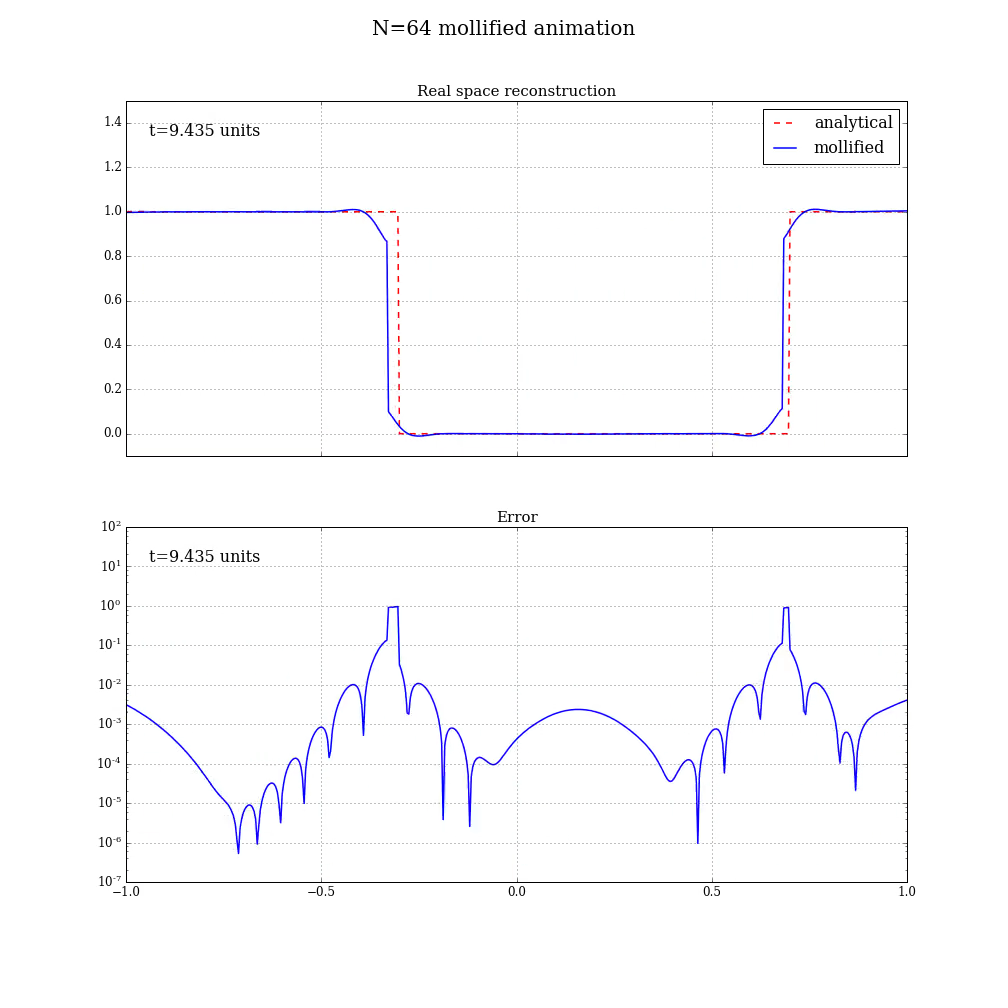 N=64 mollified animation
Real space reconstruction
t=9.435 units
analytical
mollified
1.4
1.2
1.0
0.8
0.6
0.4
0.2
0.0
Error
t=9.435 units
10²
10¹
10⁰
10⁻¹
10⁻²
10⁻³
10⁻⁴
10⁻⁵
10⁻⁶
10⁻⁷
−1.0 −0.5 0.0 0.5 1.0